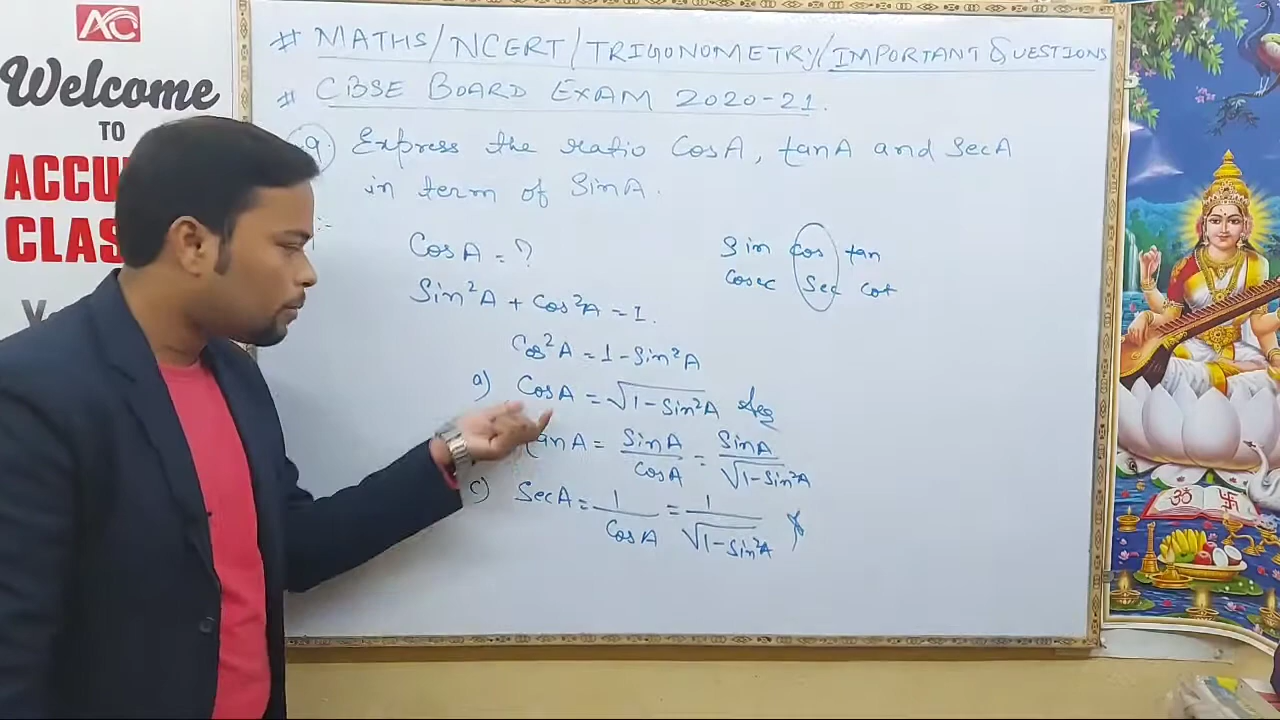 AC
Welcome
TO
ACCU
CLAS
# MATHS/NCERT/TRIGONOMETRY/IMPORTANT QUESTIONS
# CBSE BOARD EXAM 2020-21.
Q. Express the ratio CosA, tanA and SecA
in term of SinA.
:-
CosA = ?
Sin²A + Cos²A = 1.
Cos²A = 1 - Sin²A
a) CosA = √1-Sin²A
tanA = SinA/CosA = SinA/√1-Sin²A
c) SecA = 1/CosA = 1/√1-Sin²A
Sin Cos tan
Cosec Sec Cot
ॐ